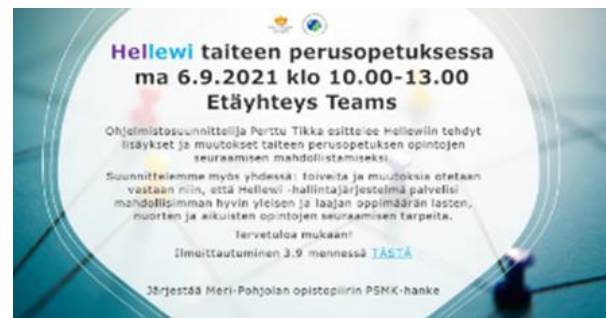 Hellewi taiteen perusopetuksessa
ma 6.9.2021 klo 10.00-13.00
Etäyhteys Teams
Ohjelmistosuunnittelija Perttu Tikka esittelee Hellewiin tehdyt
lisäykset ja muutokset taiteen perusopetuksen opintojen
seuraamisen mahdollistamiseksi.
Suunnittelemme myös yhdessä: toiveita ja muutoksia otetaan
vastaan niin, että Hellewi -hallintajärjestelmä palvelisi
mahdollisimman hyvin yleisen ja laajan oppimäärän lasten,
nuorten ja aikuisten opintojen seuraamisen tarpeita.
Tervetuloa mukaan!
Ilmoittautuminen 3.9 mennessä TÄSTÄ
Järjestää Meri-Pohjolan opistopiirin PSMK-hanke